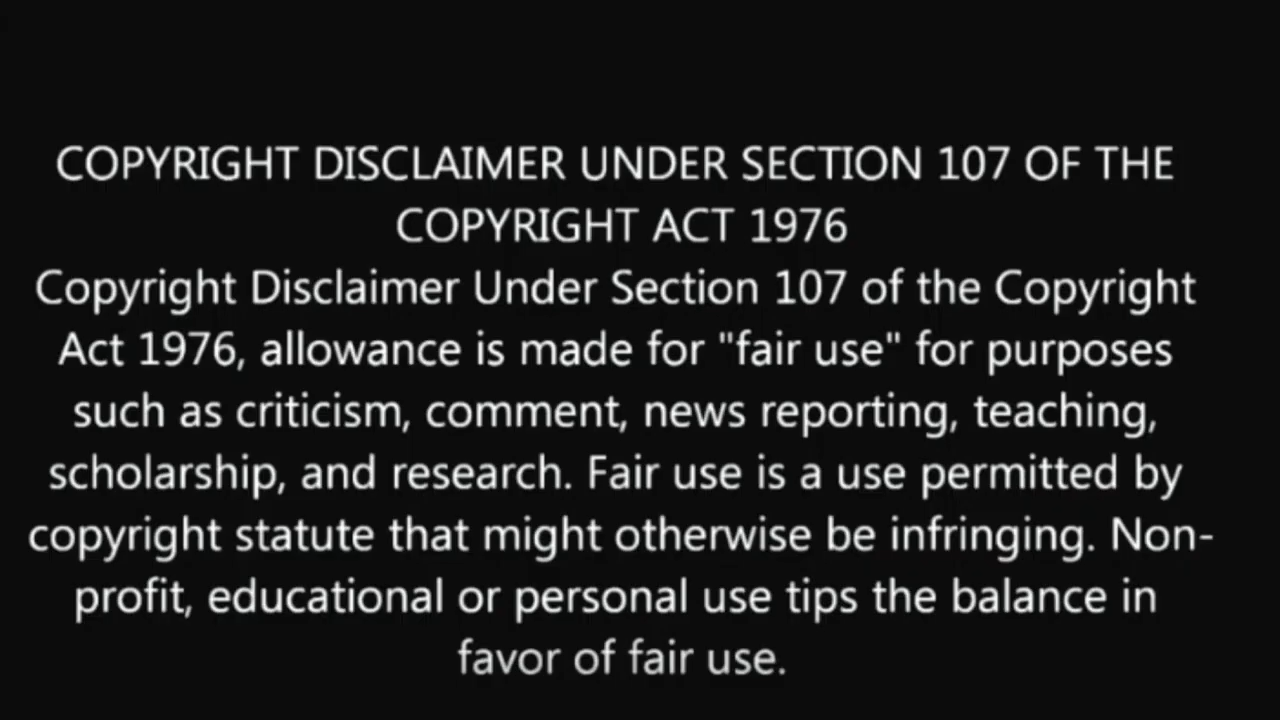 COPYRIGHT DISCLAIMER UNDER SECTION 107 OF THE
COPYRIGHT ACT 1976
Copyright Disclaimer Under Section 107 of the Copyright
Act 1976, allowance is made for "fair use" for purposes
such as criticism, comment, news reporting, teaching,
scholarship, and research. Fair use is a use permitted by
copyright statute that might otherwise be infringing. Non-
profit, educational or personal use tips the balance in
favor of fair use.